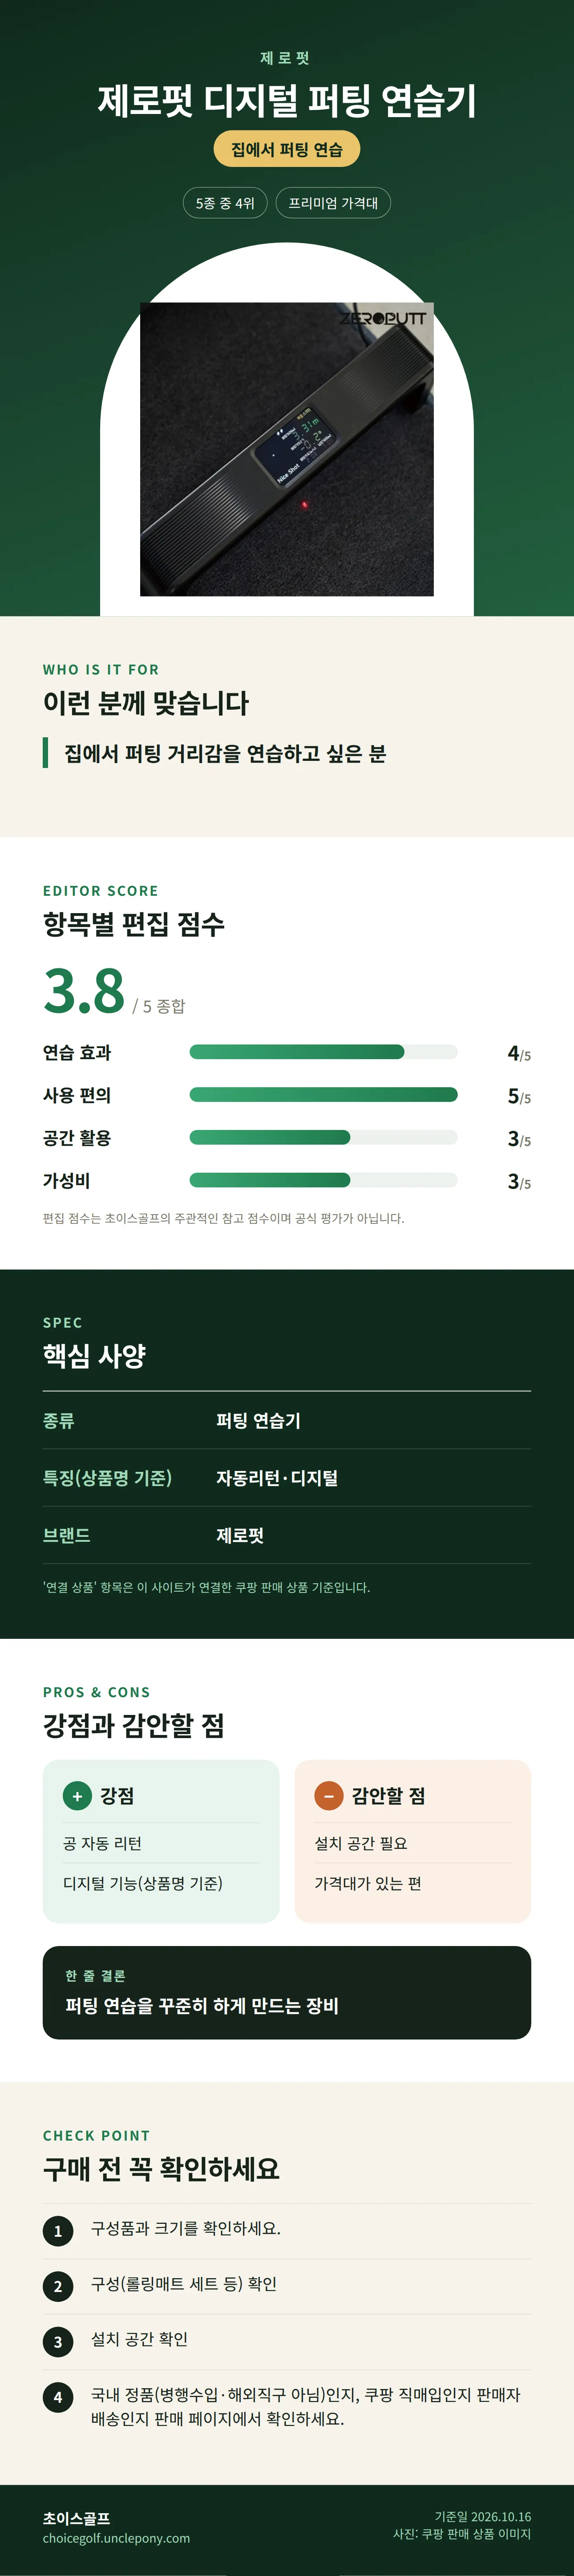 제로펏
제로펏 디지털 퍼팅 연습기
집에서 퍼팅 연습
5종 중 4위
프리미엄 가격대
ZEROPUTT
Nice Shot
WHO IS IT FOR
이런 분께 맞습니다
집에서 퍼팅 거리감을 연습하고 싶은 분
EDITOR SCORE
항목별 편집 점수
3.8 / 5 종합
연습 효과 4/5
사용 편의 5/5
공간 활용 3/5
가성비 3/5
편집 점수는 초이스골프의 주관적인 참고 점수이며 공식 평가가 아닙니다.
SPEC
핵심 사양
종류 퍼팅 연습기
특징(상품명 기준) 자동리턴·디지털
브랜드 제로펏
'연결 상품' 항목은 이 사이트가 연결한 쿠팡 판매 상품 기준입니다.
PROS & CONS
강점과 감안할 점
+ 강점
공 자동 리턴
디지털 기능(상품명 기준)
− 감안할 점
설치 공간 필요
가격대가 있는 편
한 줄 결론
퍼팅 연습을 꾸준히 하게 만드는 장비
CHECK POINT
구매 전 꼭 확인하세요
1 구성품과 크기를 확인하세요.
2 구성(롤링매트 세트 등) 확인
3 설치 공간 확인
4 국내 정품(병행수입·해외직구 아님)인지, 쿠팡 직매입인지 판매자
배송인지 판매 페이지에서 확인하세요.
초이스골프
choicegolf.unclepony.com
기준일 2026.10.16
사진: 쿠팡 판매 상품 이미지